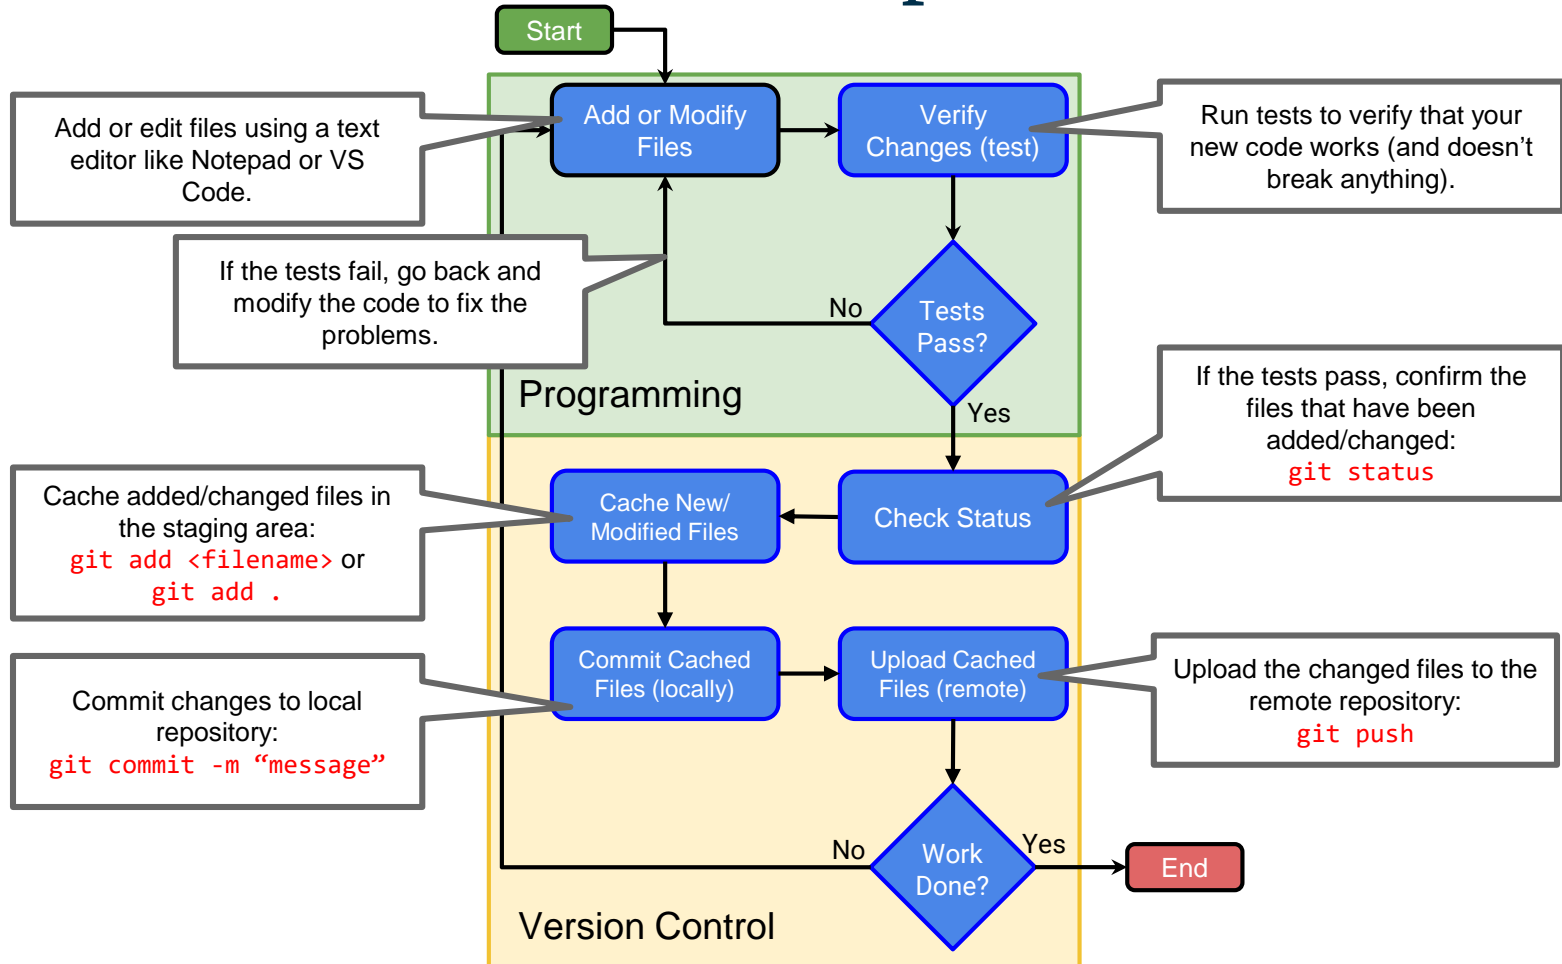 Start
Add or Modify
Files
Verify
Changes (test)
Add or edit files using a text
editor like Notepad or VS
Code.
Run tests to verify that your
new code works (and doesn’t
break anything).
If the tests fail, go back and
modify the code to fix the
problems.
No
Tests
Pass?
Yes
Programming
If the tests pass, confirm the
files that have been
added/changed:
git status
Cache added/changed files in
the staging area:
git add <filename> or
git add .
Cache New/
Modified Files
Check Status
Commit Cached
Files (locally)
Upload Cached
Files (remote)
Commit changes to local
repository:
git commit -m “message”
Upload the changed files to the
remote repository:
git push
No
Work
Done?
Yes
End
Version Control